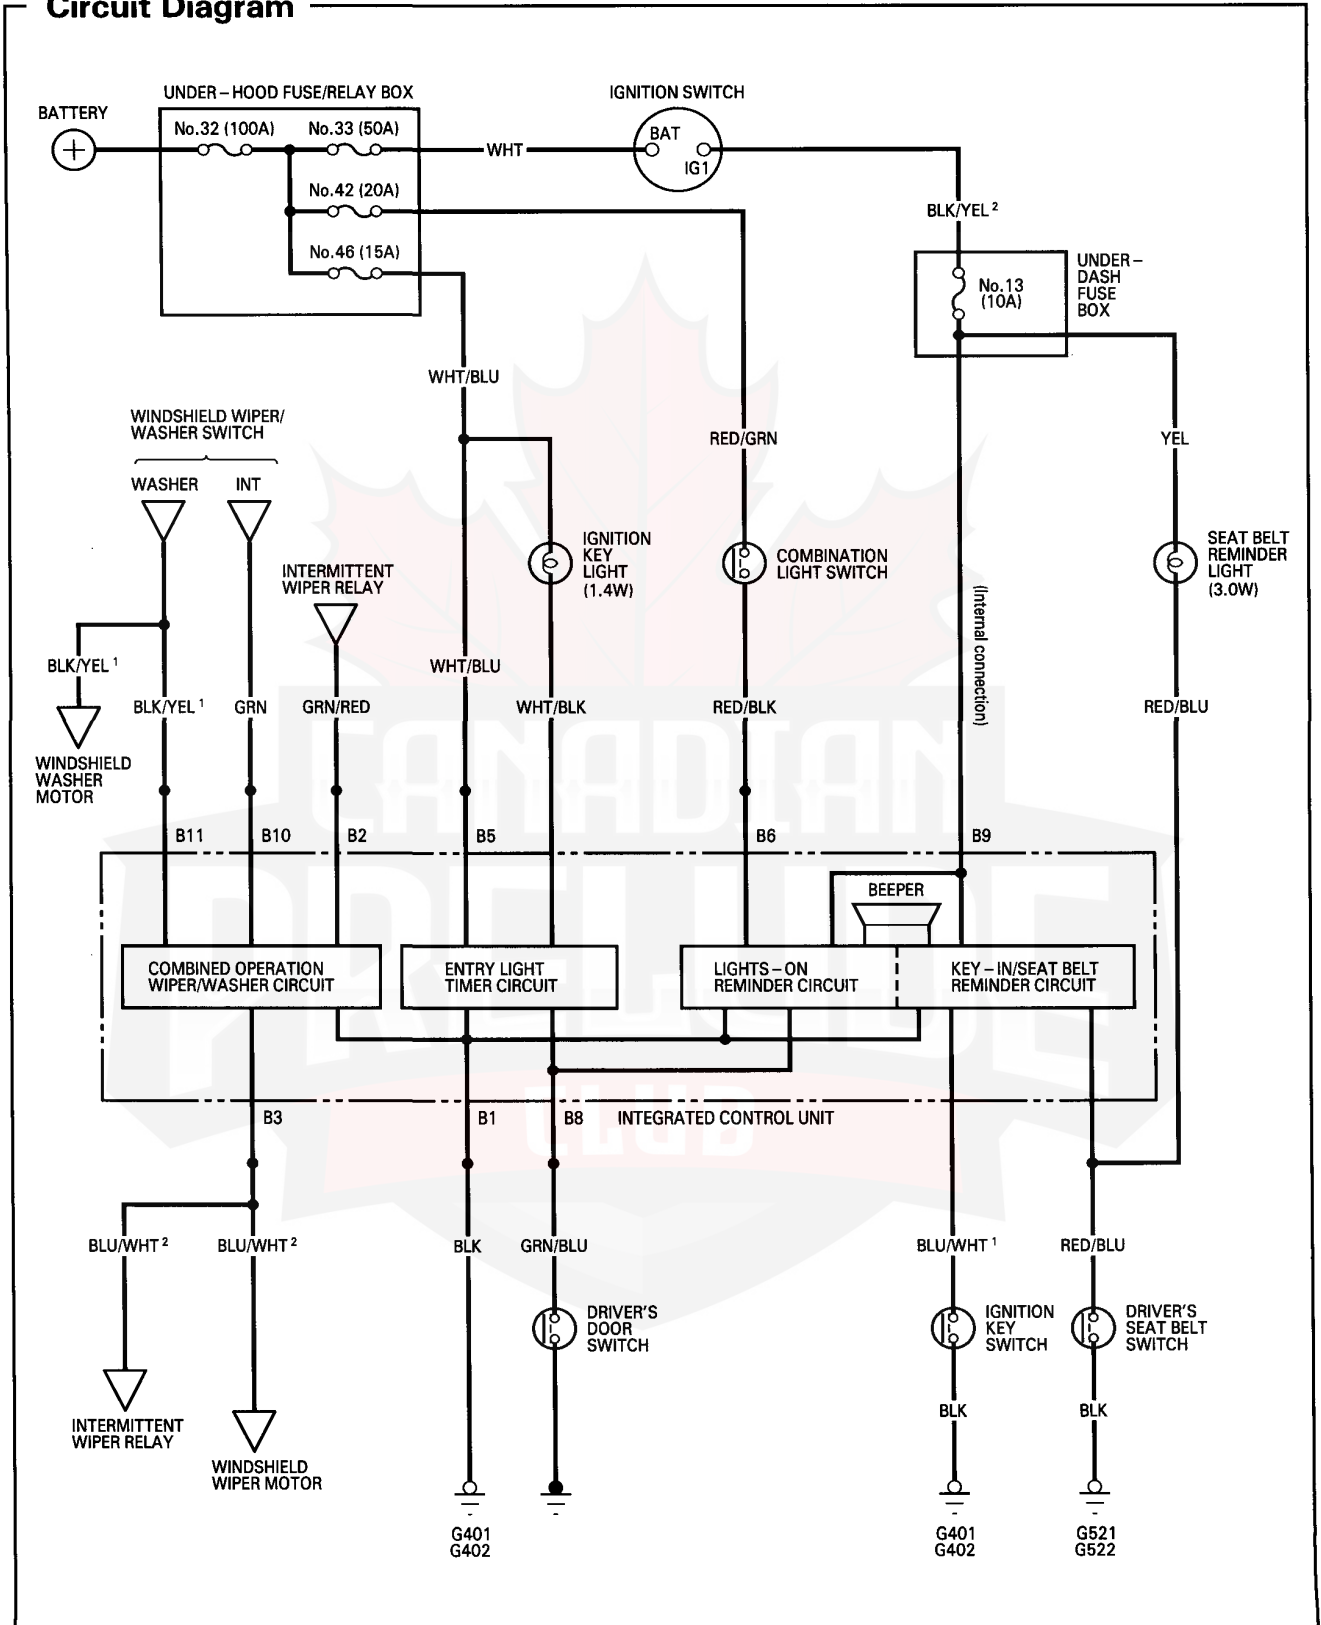 Circuit Diagram
UNDER–HOOD FUSE/RELAY BOX
IGNITION SWITCH
BATTERY
No.32 (100A)
No.33 (50A)
WHT
BAT
IG1
No.42 (20A)
BLK/YEL 2
No.46 (15A)
No.13
(10A)
UNDER–
DASH
FUSE
BOX
WHT/BLU
WINDSHIELD WIPER/
WASHER SWITCH
RED/GRN
YEL
WASHER
INT
IGNITION
KEY
LIGHT
(1.4W)
COMBINATION
LIGHT SWITCH
SEAT BELT
REMINDER
LIGHT
(3.0W)
INTERMITTENT
WIPER RELAY
(Internal connection)
BLK/YEL 1
WHT/BLU
BLK/YEL 1
GRN
GRN/RED
WHT/BLK
RED/BLK
RED/BLU
WINDSHIELD
WASHER
MOTOR
CANADIAN
B11
B10
B2
B5
B6
B9
PRELUDE
BEEPER
COMBINED OPERATION
WIPER/WASHER CIRCUIT
ENTRY LIGHT
TIMER CIRCUIT
LIGHTS–ON
REMINDER CIRCUIT
KEY–IN/SEAT BELT
REMINDER CIRCUIT
B3
B1
B8
INTEGRATED CONTROL UNIT
CLUB
BLU/WHT 2
BLU/WHT 2
BLK
GRN/BLU
BLU/WHT 1
RED/BLU
DRIVER'S
DOOR
SWITCH
IGNITION
KEY
SWITCH
DRIVER'S
SEAT BELT
SWITCH
BLK
BLK
INTERMITTENT
WIPER RELAY
WINDSHIELD
WIPER MOTOR
G401
G402
G401
G402
G521
G522